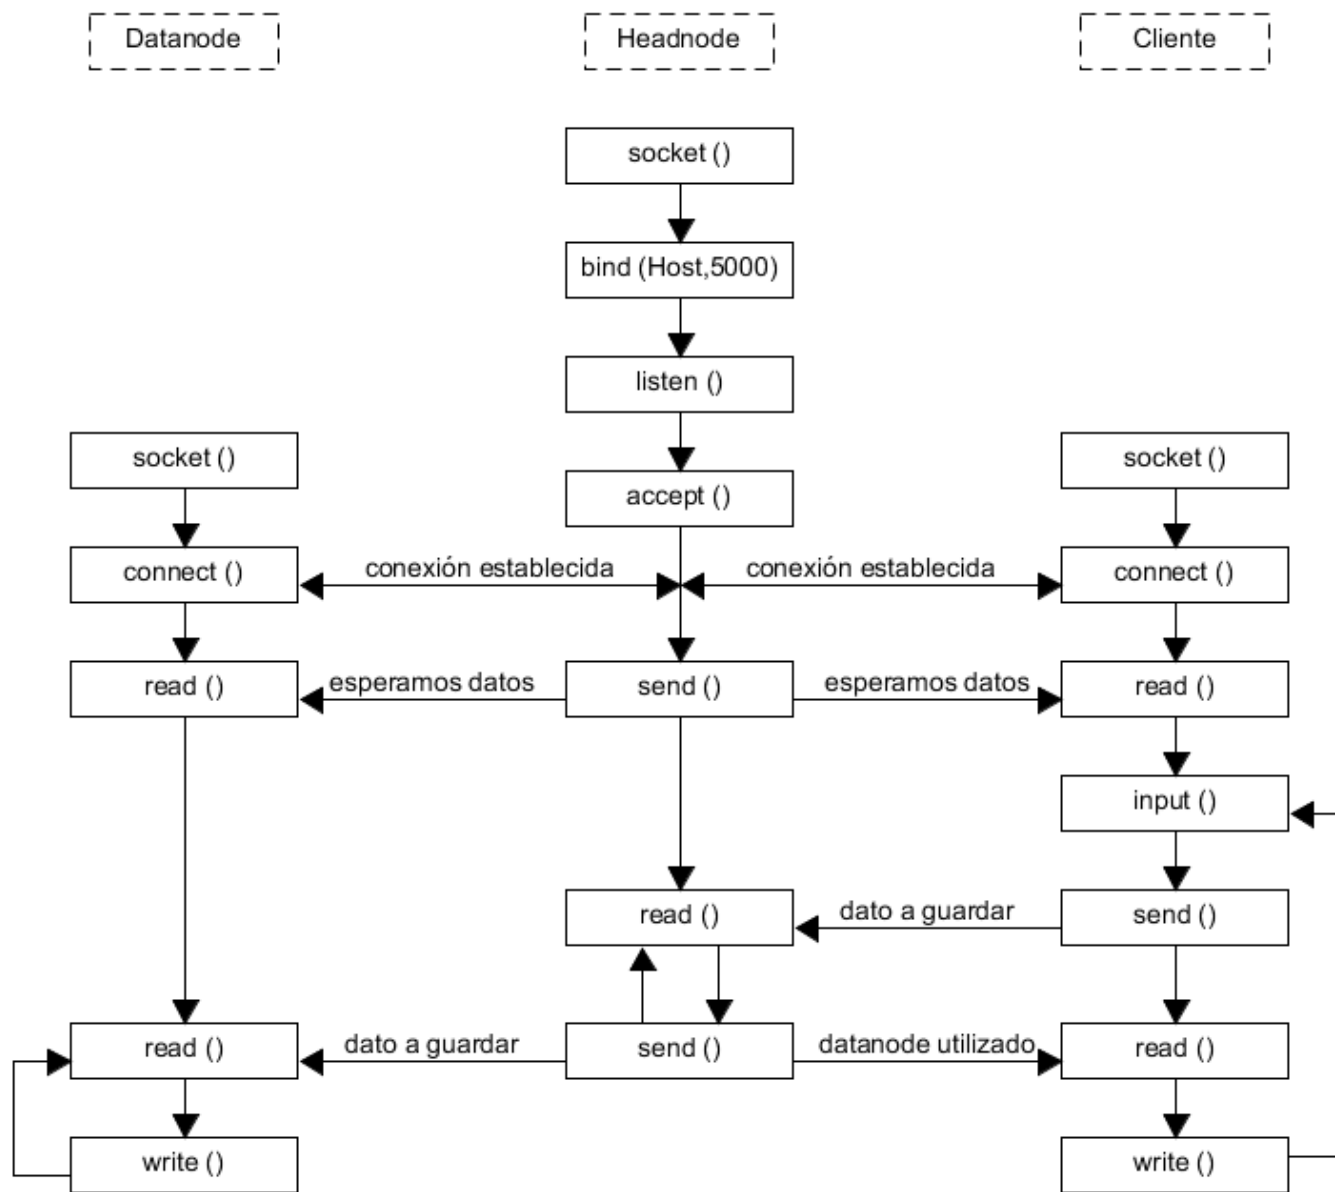 Datanode
Headnode
Cliente
socket ()
bind (Host,5000)
listen ()
socket ()
accept ()
socket ()
connect ()
conexión establecida
conexión establecida
connect ()
read ()
esperamos datos
send ()
esperamos datos
read ()
input ()
read ()
dato a guardar
send ()
read ()
dato a guardar
send ()
datanode utilizado
read ()
write ()
write ()